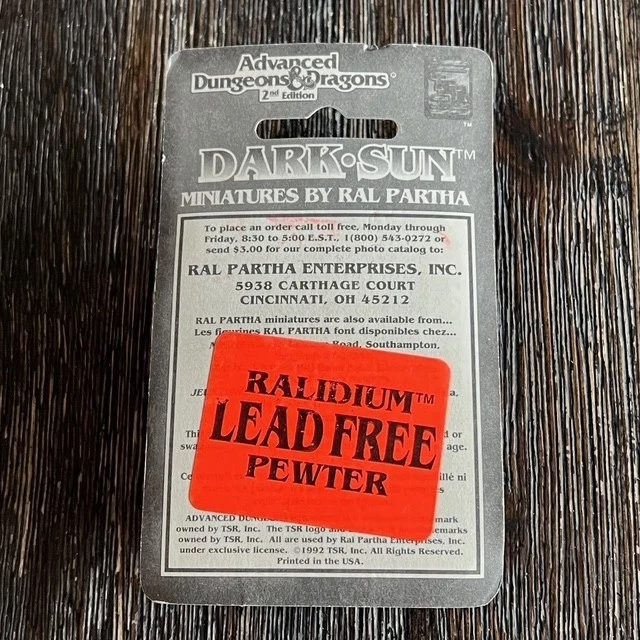 Advanced
Dungeons & Dragons®
2nd Edition
TM
DARK·SUN™
MINIATURES BY RAL PARTHA
To place an order call toll free, Monday through
Friday, 8:30 to 5:00 E.S.T., 1(800) 543-0272 or
send $3.00 for our complete photo catalog to:
RAL PARTHA ENTERPRISES, INC.
5938 CARTHAGE COURT
CINCINNATI, OH 45212
RAL PARTHA miniatures are also available from...
Les figurines RAL PARTHA font disponibles chez...
Road, Southampton,
RALIDIUM™
LEAD FREE
PEWTER
or
age.
ni
ADVANCED
owned by TSR, Inc. The TSR logo
owned by TSR, Inc. All are used by Ral Partha Enterprises, Inc.
under exclusive license. ©1992 TSR, Inc. All Rights Reserved.
Printed in the USA.